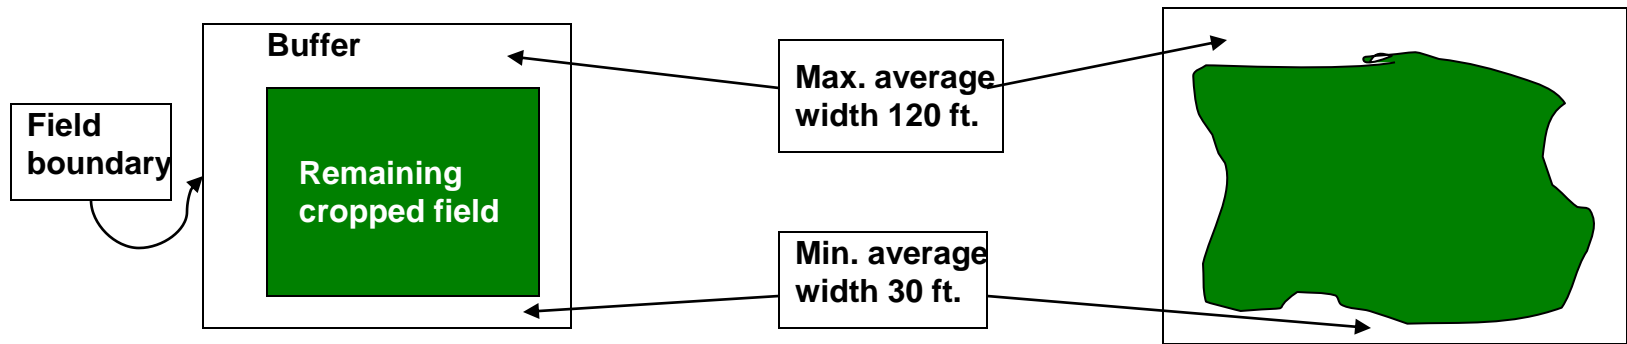 Buffer
Field
boundary
Remaining
cropped field
Max. average
width 120 ft.
Min. average
width 30 ft.